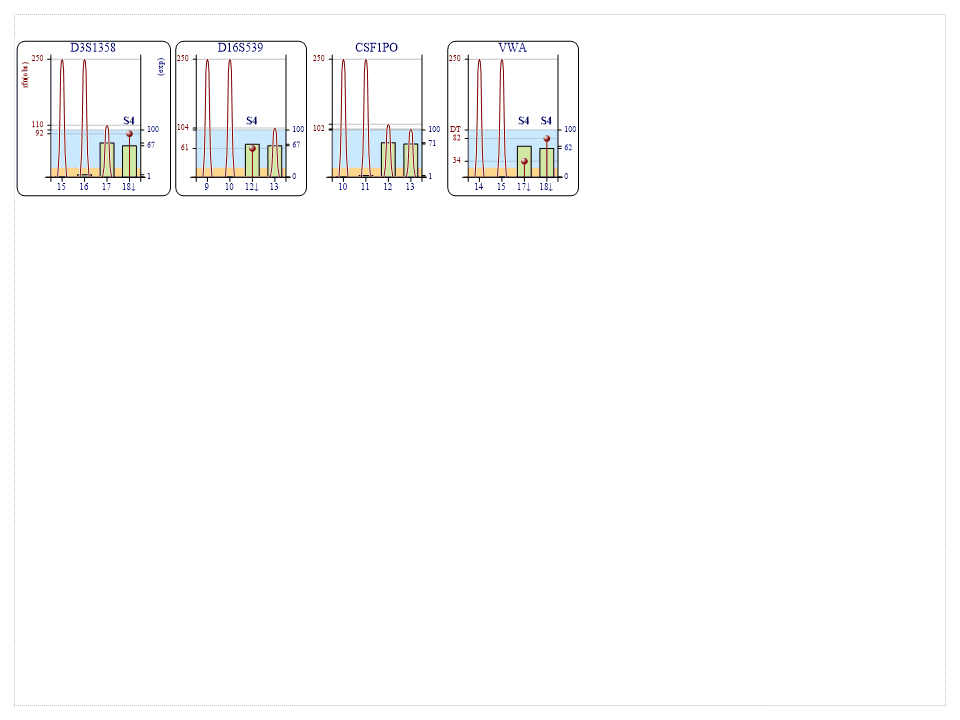 D3S1358
rfu(obs)
(exp)
250
110
92
S4
100
67
1
15 16 17 18↓
D16S539
250
104
61
S4
100
67
0
9 10 12↓ 13
CSF1PO
250
102
100
71
1
10 11 12 13
VWA
250
DT
82
34
S4 S4
100
62
0
14 15 17↓ 18↓